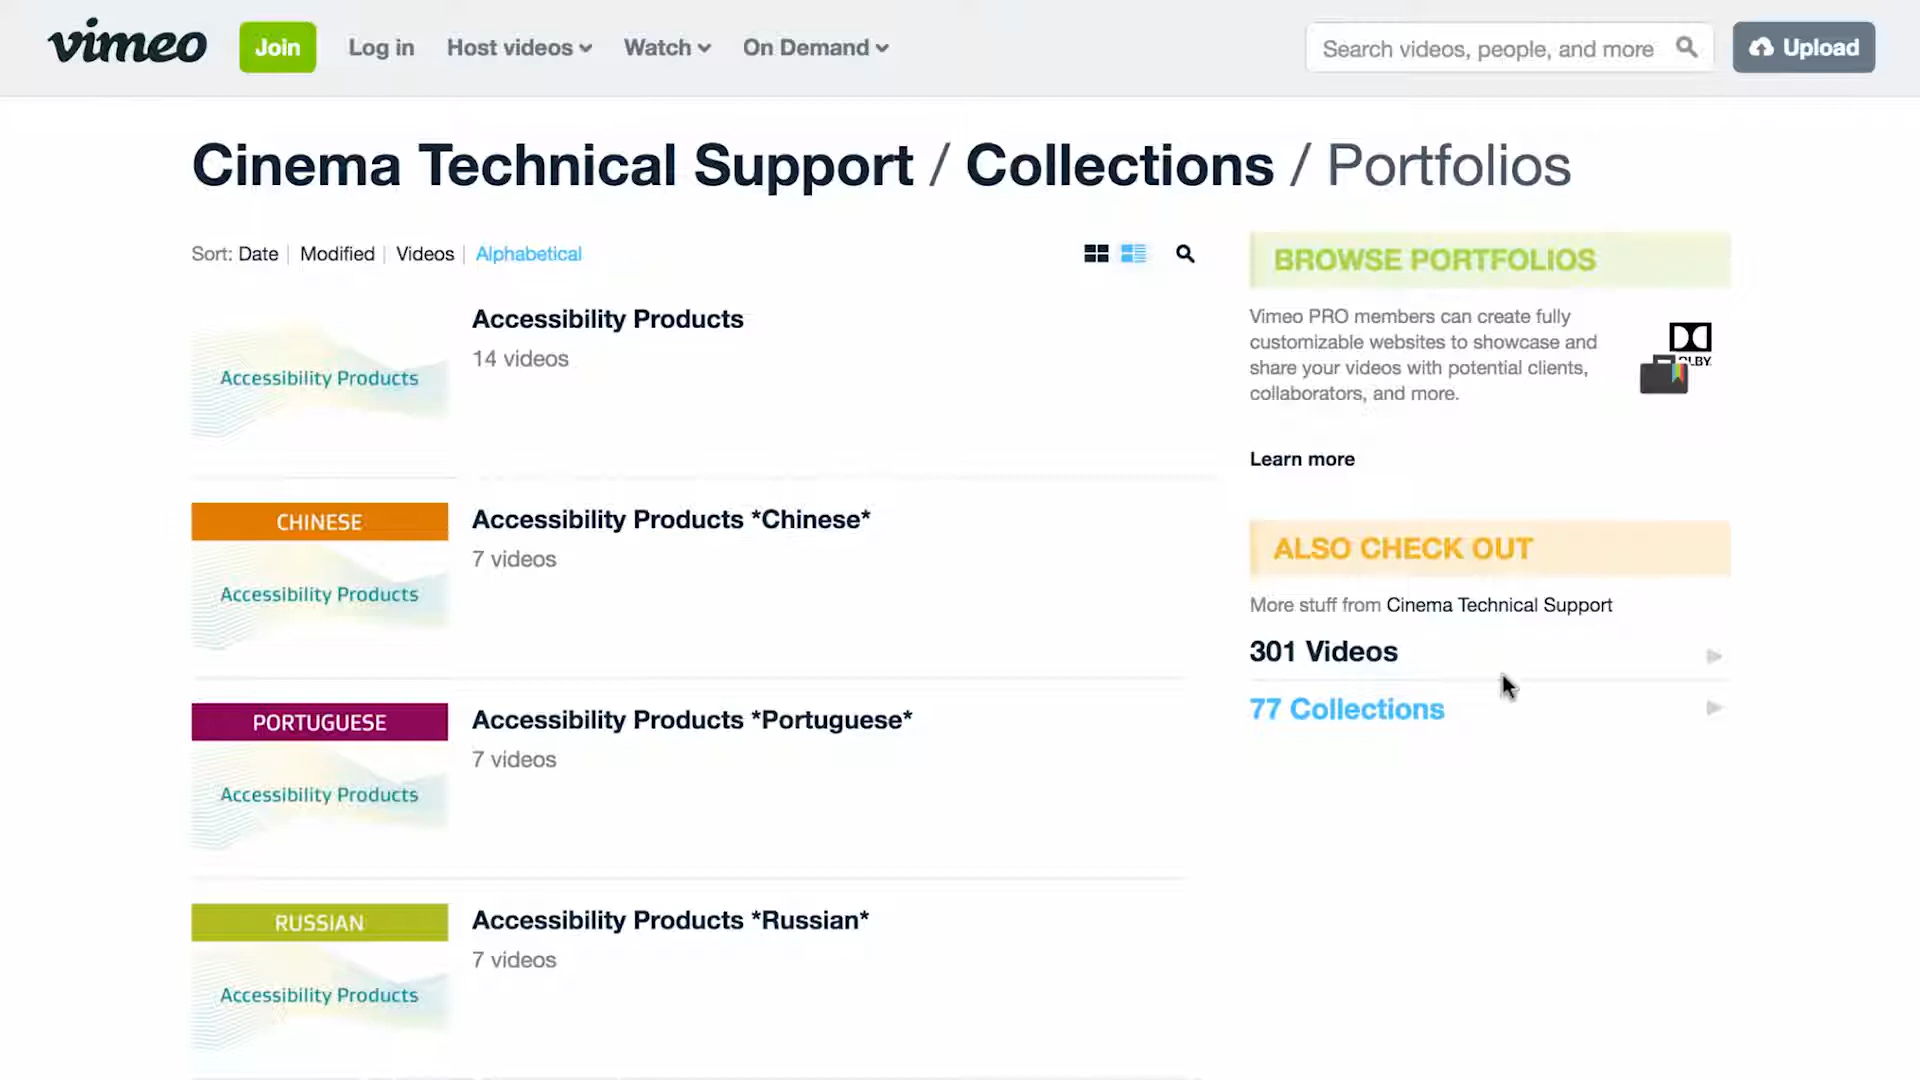 vimeo
Join
Log in
Host videos
Watch
On Demand
Search videos, people, and more
Upload
Cinema Technical Support / Collections / Portfolios
Sort: Date | Modified | Videos | Alphabetical
Accessibility Products
Accessibility Products
14 videos
CHINESE
Accessibility Products
Accessibility Products *Chinese*
7 videos
PORTUGUESE
Accessibility Products
Accessibility Products *Portuguese*
7 videos
RUSSIAN
Accessibility Products
Accessibility Products *Russian*
7 videos
BROWSE PORTFOLIOS
Vimeo PRO members can create fully
customizable websites to showcase and
share your videos with potential clients,
collaborators, and more.
Learn more
ALSO CHECK OUT
More stuff from Cinema Technical Support
301 Videos
77 Collections